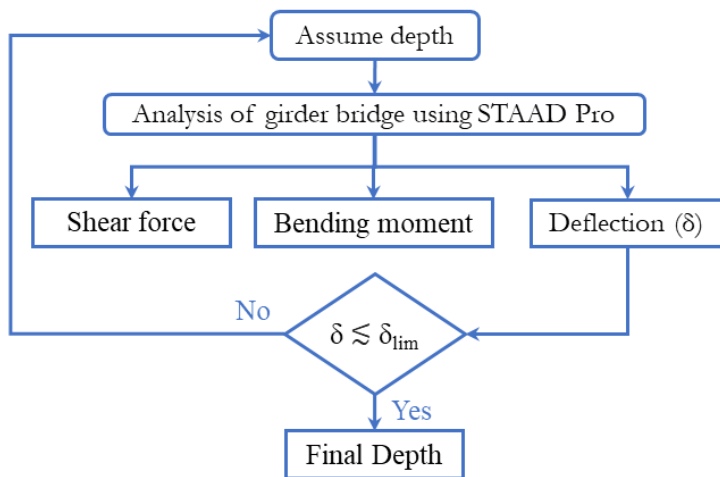 Assume depth
Analysis of girder bridge using STAAD Pro
Shear force
Bending moment
Deflection (δ)
No
δ ≲ δlim
Yes
Final Depth